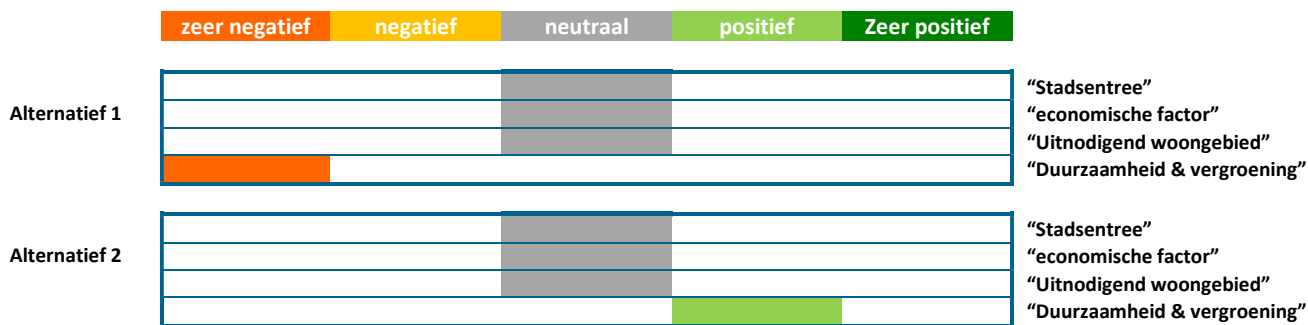 zeer negatief negatief neutraal positief Zeer positief
“Stadsentree”
Alternatief 1 “economische factor”
“Uitnodigend woongebied”
“Duurzaamheid & vergroening”
“Stadsentree”
Alternatief 2 “economische factor”
“Uitnodigend woongebied”
“Duurzaamheid & vergroening”